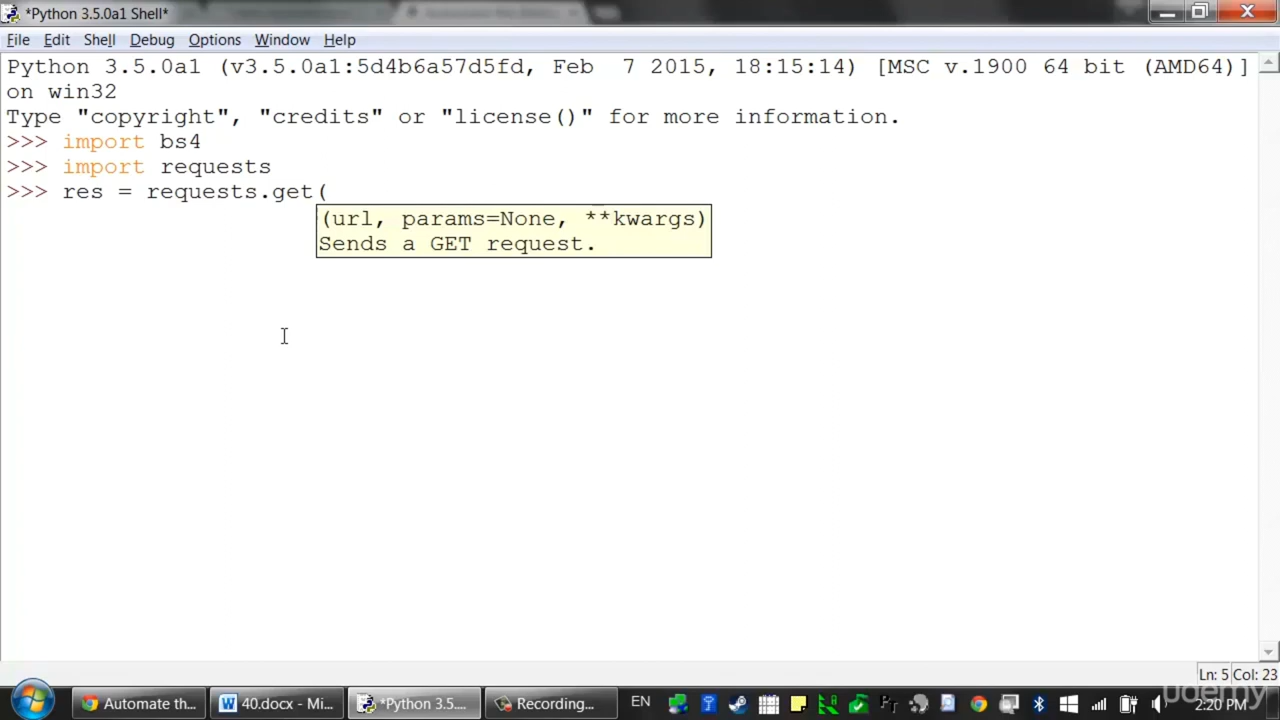 *Python 3.5.0a1 Shell*
File Edit Shell Debug Options Window Help
Python 3.5.0a1 (v3.5.0a1:5d4b6a57d5fd, Feb  7 2015, 18:15:14) [MSC v.1900 64 bit (AMD64)]
on win32
Type "copyright", "credits" or "license()" for more information.
>>> import bs4
>>> import requests
>>> res = requests.get(
(url, params=None, **kwargs)
Sends a GET request.
Ln: 5 Col: 23
Automate th... 40.docx - Mi... *Python 3.5.... Recording... EN 2:20 PM
udemy